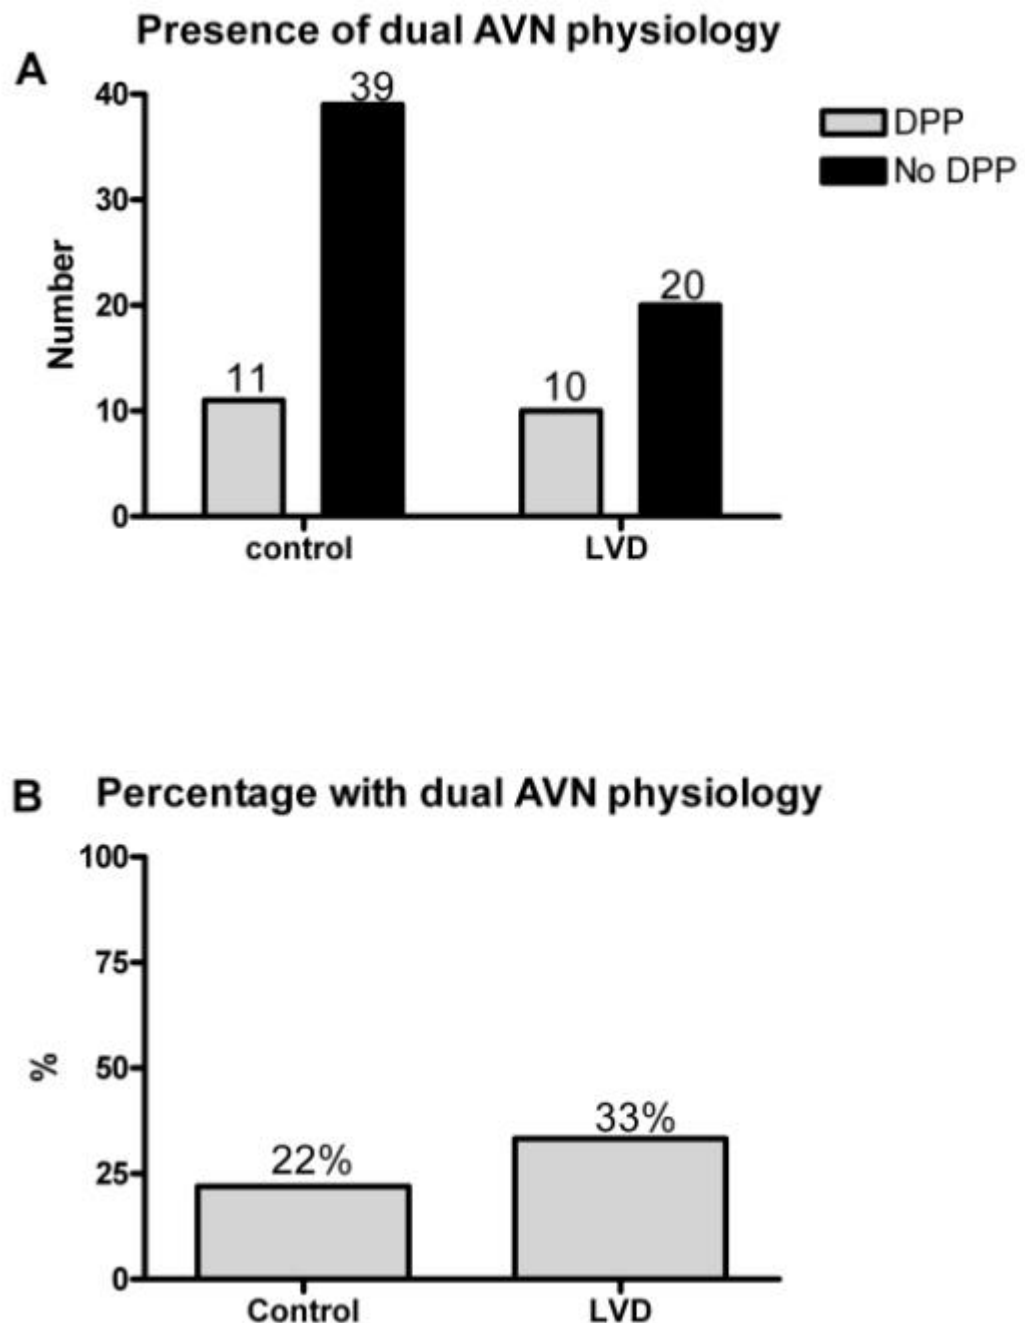 Presence of dual AVN physiology
A
40
39
DPP
No DPP
30
Number
20
20
11
10
10
0
control
LVD
B
Percentage with dual AVN physiology
100
75
%
50
33%
22%
25
0
Control
LVD